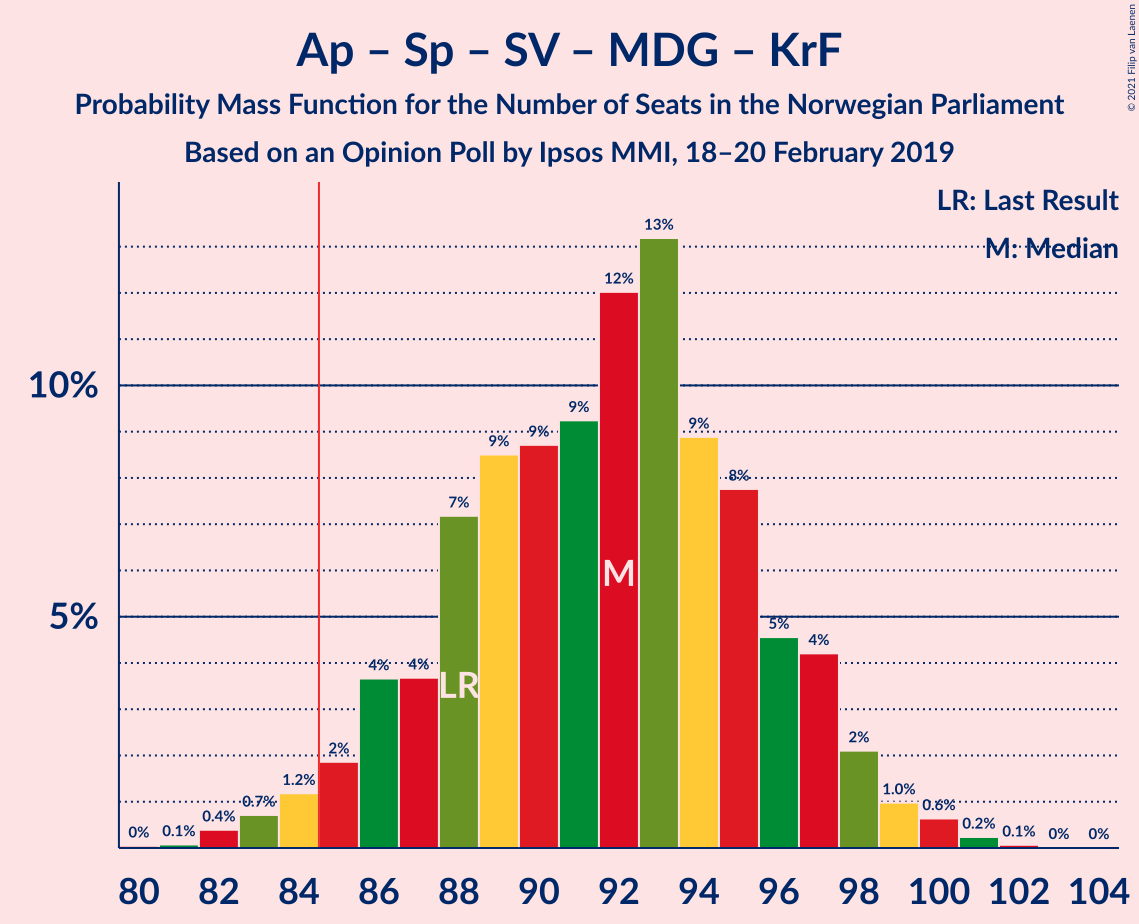 Ap – Sp – SV – MDG – KrF
Probability Mass Function for the Number of Seats in the Norwegian Parliament
Based on an Opinion Poll by Ipsos MMI, 18–20 February 2019
© 2021 Filip van Laenen
LR: Last Result
M: Median
10%
5%
0% 0.1% 0.4% 0.7% 1.2% 2% 4% 4% 7% 9% 9% 9% 12% 13% 9% 8% 5% 4% 2% 1.0% 0.6% 0.2% 0.1% 0% 0%
M
LR
80 82 84 86 88 90 92 94 96 98 100 102 104